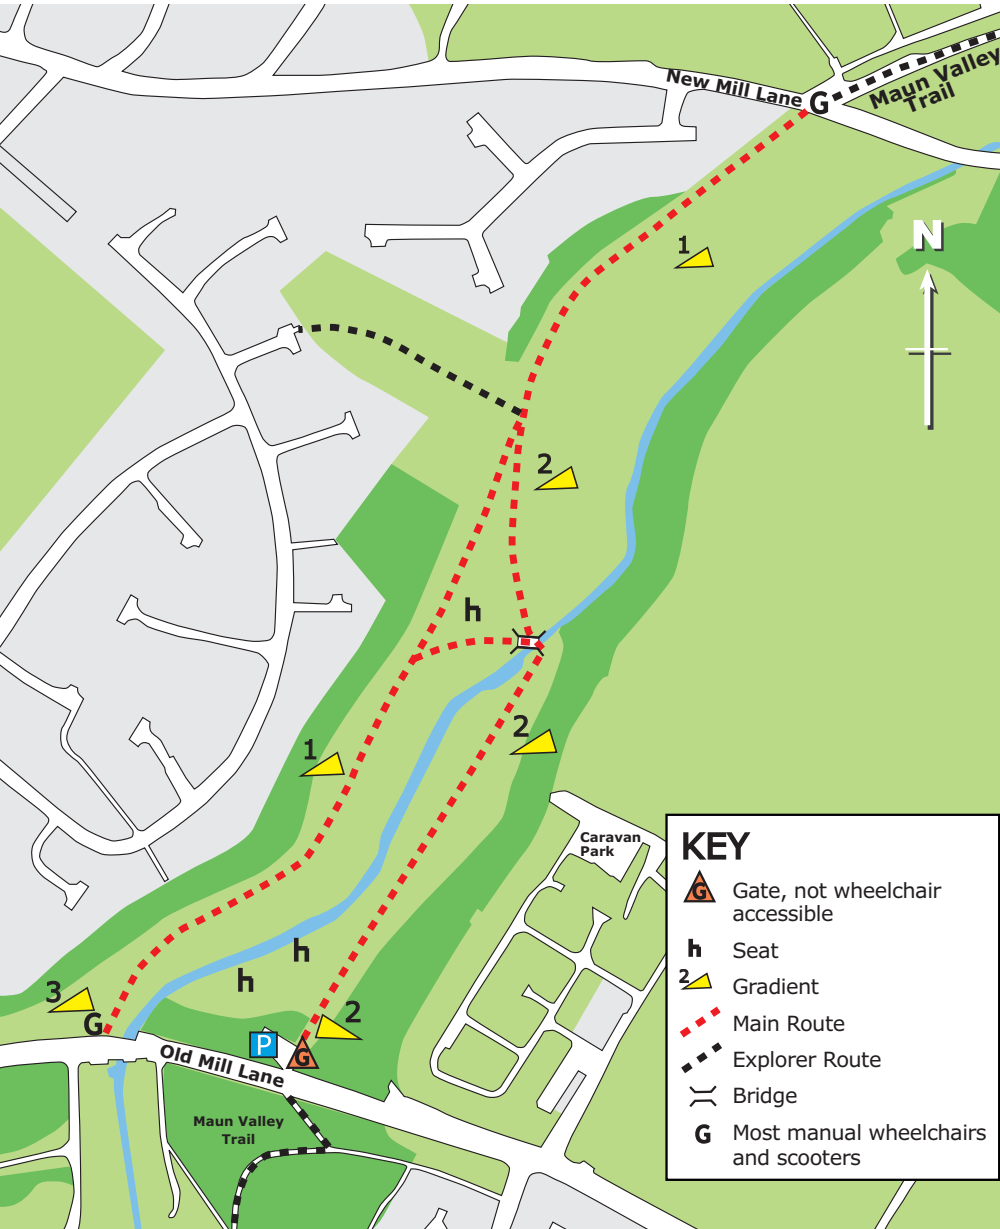 New Mill Lane
G
Maun Valley
Trail
N
1
2
h
2
1
h
h
3
G
2
P
G
Old Mill Lane
Maun Valley
Trail
Caravan
Park
KEY
G Gate, not wheelchair
accessible
h Seat
2 Gradient
Main Route
Explorer Route
Bridge
G Most manual wheelchairs
and scooters